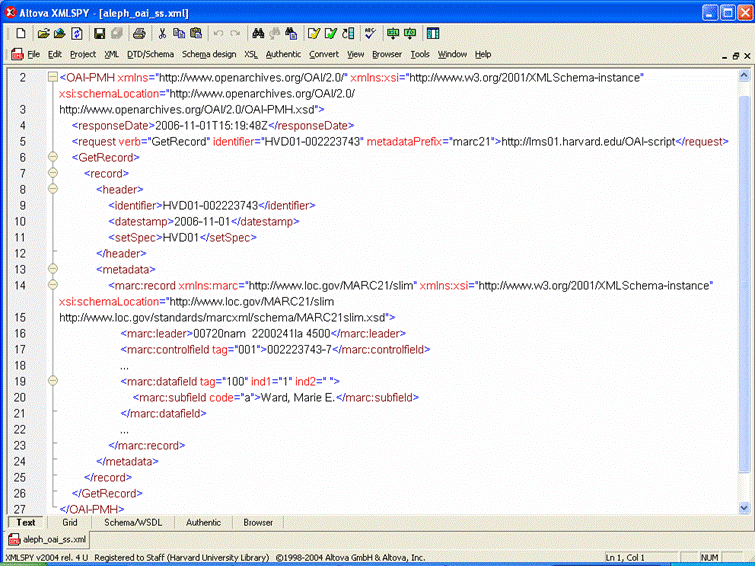 Altova XMLSPY - [aleph_oai_ss.xml]
File Edit Project XML DTD/Schema Schema design XSL Authentic Convert View Browser Tools Window Help
2 <OAI-PMH xmlns="http://www.openarchives.org/OAI/2.0/" xmlns:xsi="http://www.w3.org/2001/XMLSchema-instance"
xsi:schemaLocation="http://www.openarchives.org/OAI/2.0/
3 http://www.openarchives.org/OAI/2.0/OAI-PMH.xsd">
4 <responseDate>2006-11-01T15:19:48Z</responseDate>
5 <request verb="GetRecord" identifier="HVD01-002223743" metadataPrefix="marc21">http://lms01.harvard.edu/OAI-script</request>
6 <GetRecord>
7 <record>
8 <header>
9 <identifier>HVD01-002223743</identifier>
10 <datestamp>2006-11-01</datestamp>
11 <setSpec>HVD01</setSpec>
12 </header>
13 <metadata>
14 <marc:record xmlns:marc="http://www.loc.gov/MARC21/slim" xmlns:xsi="http://www.w3.org/2001/XMLSchema-instance"
xsi:schemaLocation="http://www.loc.gov/MARC21/slim
15 http://www.loc.gov/standards/marcxml/schema/MARC21slim.xsd">
16 <marc:leader>00720nam 2200241Ia 4500</marc:leader>
17 <marc:controlfield tag="001">002223743-7</marc:controlfield>
18 ...
19 <marc:datafield tag="100" ind1="1" ind2=" ">
20 <marc:subfield code="a">Ward, Marie E.</marc:subfield>
21 </marc:datafield>
22 ...
23 </marc:record>
24 </metadata>
25 </record>
26 </GetRecord>
27 </OAI-PMH>
Text Grid Schema/WSDL Authentic Browser
aleph_oai_ss.xml
XMLSPY v2004 rel. 4 U Registered to Staff (Harvard University Library) ©1998-2004 Altova GmbH & Altova, Inc. Ln 1, Col 1 NUM